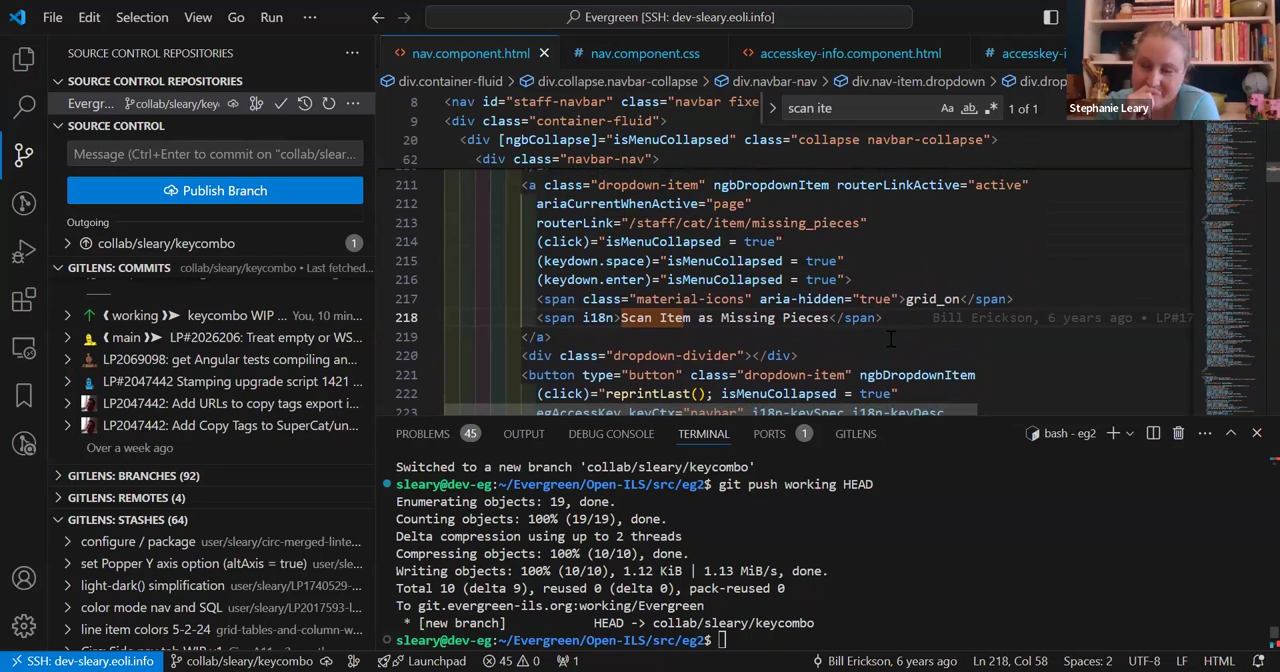 File Edit Selection View Go Run ··· Evergreen [SSH: dev-sleary.eoli.info]
SOURCE CONTROL REPOSITORIES ···
SOURCE CONTROL REPOSITORIES
Evergr... collab/sleary/key
SOURCE CONTROL
Message (Ctrl+Enter to commit on "collab/slear...
Publish Branch
Outgoing
collab/sleary/keycombo 1
GITLENS: COMMITS collab/sleary/keycombo • Last fetched...
(working) keycombo WIP ... You, 10 min...
(main) LP#2026206: Treat empty or WS...
LP2069098: get Angular tests compiling an...
LP#2047442 Stamping upgrade script 1421 ...
LP2047442: Add URLs to copy tags export i...
LP2047442: Add Copy Tags to SuperCat/un...
Over a week ago
GITLENS: BRANCHES (92)
GITLENS: REMOTES (4)
GITLENS: STASHES (64)
configure / package user/sleary/circ-merged-linte...
set Popper Y axis option (altAxis = true) user/sle...
light-dark() simplification user/sleary/LP1740529-...
color mode nav and SQL user/sleary/LP2017593-l...
line item colors 5-2-24 grid-tables-and-column-w...
nav.component.html
nav.component.css
accesskey-info.component.html
accesskey-i
div.container-fluid > div.collapse.navbar-collapse > div.navbar-nav > div.nav-item.dropdown > div.drop
Stephanie Leary
scan ite Aa ab .* 1 of 1
8 <nav id="staff-navbar" class="navbar fixe
9 <div class="container-fluid">
20 <div [ngbCollapse]="isMenuCollapsed" class="collapse navbar-collapse">
62 <div class="navbar-nav">
211 <a class="dropdown-item" ngbDropdownItem routerLinkActive="active"
212 ariaCurrentWhenActive="page"
213 routerLink="/staff/cat/item/missing_pieces"
214 (click)="isMenuCollapsed = true"
215 (keydown.space)="isMenuCollapsed = true"
216 (keydown.enter)="isMenuCollapsed = true">
217 <span class="material-icons" aria-hidden="true">grid_on</span>
218 <span i18n>Scan Item as Missing Pieces</span> Bill Erickson, 6 years ago • LP#17
219 </a>
220 <div class="dropdown-divider"></div>
221 <button type="button" class="dropdown-item" ngbDropdownItem
222 (click)="reprintLast(); isMenuCollapsed = true"
223 egAccessKey keyCtx="navbar" i18n-keySpec i18n-keyDesc
PROBLEMS 45 OUTPUT DEBUG CONSOLE TERMINAL PORTS 1 GITLENS bash - eg2
Switched to a new branch 'collab/sleary/keycombo'
sleary@dev-eg:~/Evergreen/Open-ILS/src/eg2$ git push working HEAD
Enumerating objects: 19, done.
Counting objects: 100% (19/19), done.
Delta compression using up to 2 threads
Compressing objects: 100% (10/10), done.
Writing objects: 100% (10/10), 1.12 KiB | 1.13 MiB/s, done.
Total 10 (delta 9), reused 0 (delta 0), pack-reused 0
To git.evergreen-ils.org:working/Evergreen
* [new branch] HEAD -> collab/sleary/keycombo
sleary@dev-eg:~/Evergreen/Open-ILS/src/eg2$
SSH: dev-sleary.eoli.info collab/sleary/keycombo Launchpad 45 0 1 Bill Erickson, 6 years ago Ln 218, Col 58 Spaces: 2 UTF-8 LF HTML